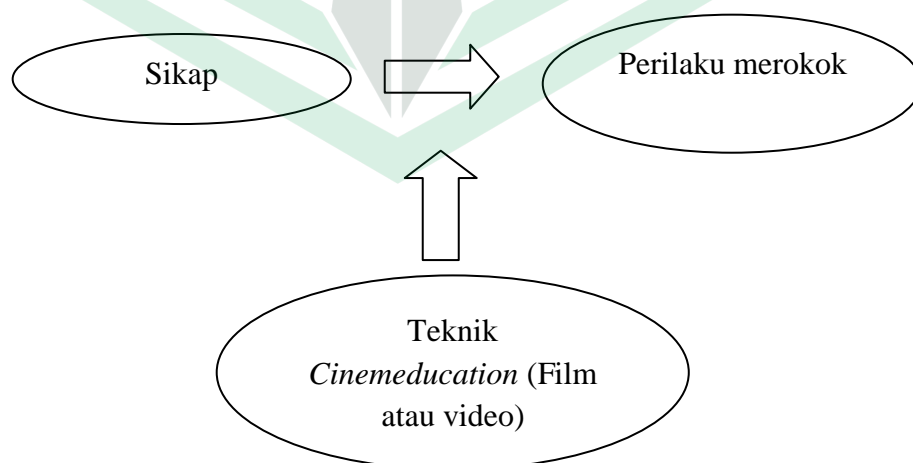 Sikap
Perilaku merokok
Teknik
Cinemeducation (Film
atau video)